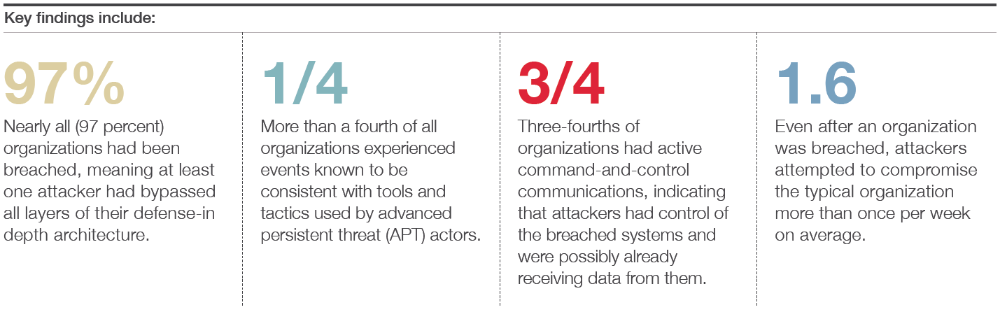 Key findings include:
97%
Nearly all (97 percent)
organizations had been
breached, meaning at least
one attacker had bypassed
all layers of their defense-in
depth architecture.
1/4
More than a fourth of all
organizations experienced
events known to be
consistent with tools and
tactics used by advanced
persistent threat (APT) actors.
3/4
Three-fourths of
organizations had active
command-and-control
communications, indicating
that attackers had control of
the breached systems and
were possibly already
receiving data from them.
1.6
Even after an organization
was breached, attackers
attempted to compromise
the typical organization
more than once per week
on average.